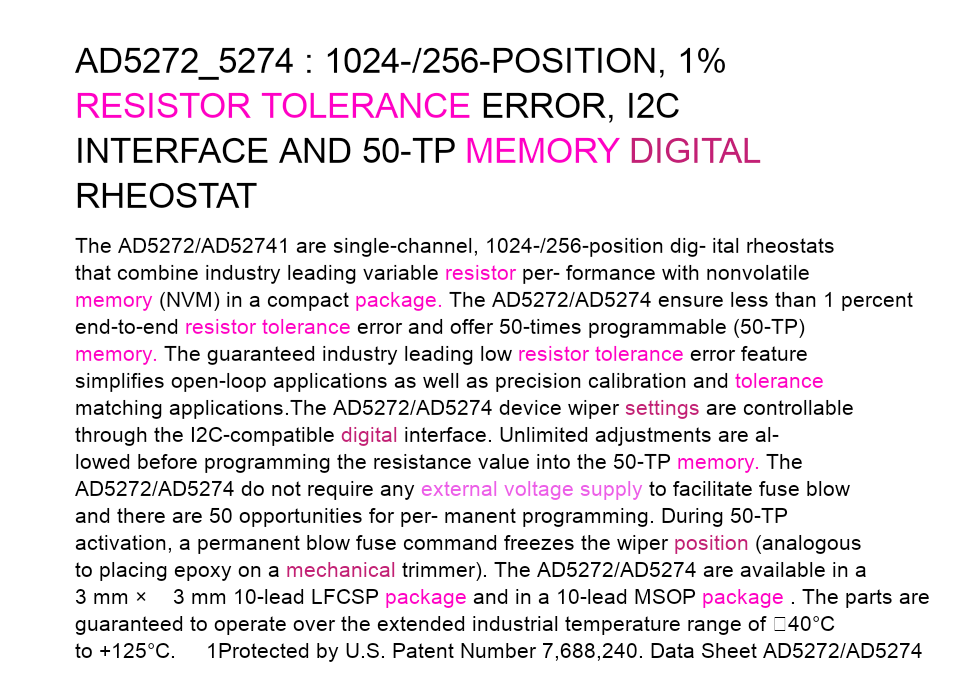 AD5272_5274 : 1024-/256-POSITION, 1%
RESISTOR TOLERANCE ERROR, I2C
INTERFACE AND 50-TP MEMORY DIGITAL
RHEOSTAT
The AD5272/AD52741 are single-channel, 1024-/256-position dig- ital rheostats
that combine industry leading variable resistor per- formance with nonvolatile
memory (NVM) in a compact package. The AD5272/AD5274 ensure less than 1 percent
end-to-end resistor tolerance error and offer 50-times programmable (50-TP)
memory. The guaranteed industry leading low resistor tolerance error feature
simplifies open-loop applications as well as precision calibration and tolerance
matching applications.The AD5272/AD5274 device wiper settings are controllable
through the I2C-compatible digital interface. Unlimited adjustments are al-
lowed before programming the resistance value into the 50-TP memory. The
AD5272/AD5274 do not require any external voltage supply to facilitate fuse blow
and there are 50 opportunities for per- manent programming. During 50-TP
activation, a permanent blow fuse command freezes the wiper position (analogous
to placing epoxy on a mechanical trimmer). The AD5272/AD5274 are available in a
3 mm × 3 mm 10-lead LFCSP package and in a 10-lead MSOP package . The parts are
guaranteed to operate over the extended industrial temperature range of □40°C
to +125°C. 1Protected by U.S. Patent Number 7,688,240. Data Sheet AD5272/AD5274